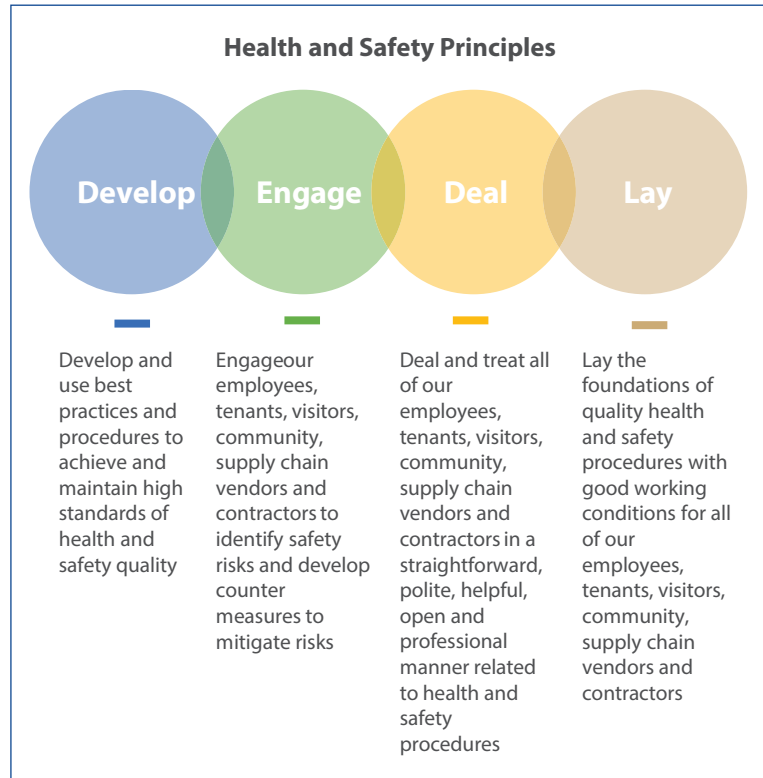 Health and Safety Principles
Develop
Engage
Deal
Lay
Develop and
use best
practices and
procedures to
achieve and
maintain high
standards of
health and
safety quality
Engageour
employees,
tenants, visitors,
community,
supply chain
vendors and
contractors to
identify safety
risks and develop
counter
measures to
mitigate risks
Deal and treat all
of our
employees,
tenants, visitors,
community,
supply chain
vendors and
contractors in a
straightforward,
polite, helpful,
open and
professional
manner related
to health and
safety
procedures
Lay the
foundations of
quality health
and safety
procedures with
good working
conditions for all
of our
employees,
tenants, visitors,
community,
supply chain
vendors and
contractors